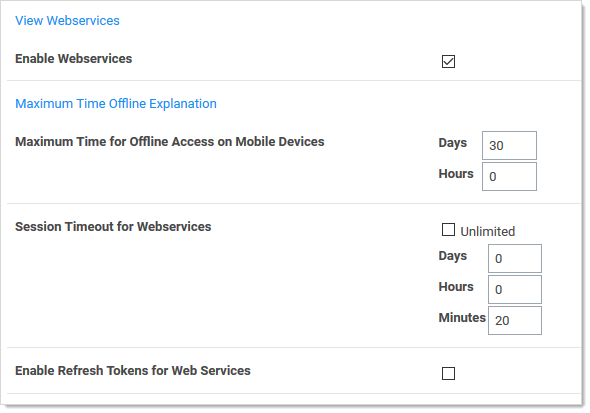 View Webservices
Enable Webservices
Maximum Time Offline Explanation
Maximum Time for Offline Access on Mobile Devices
Days 30
Hours 0
Session Timeout for Webservices
Unlimited
Days 0
Hours 0
Minutes 20
Enable Refresh Tokens for Web Services